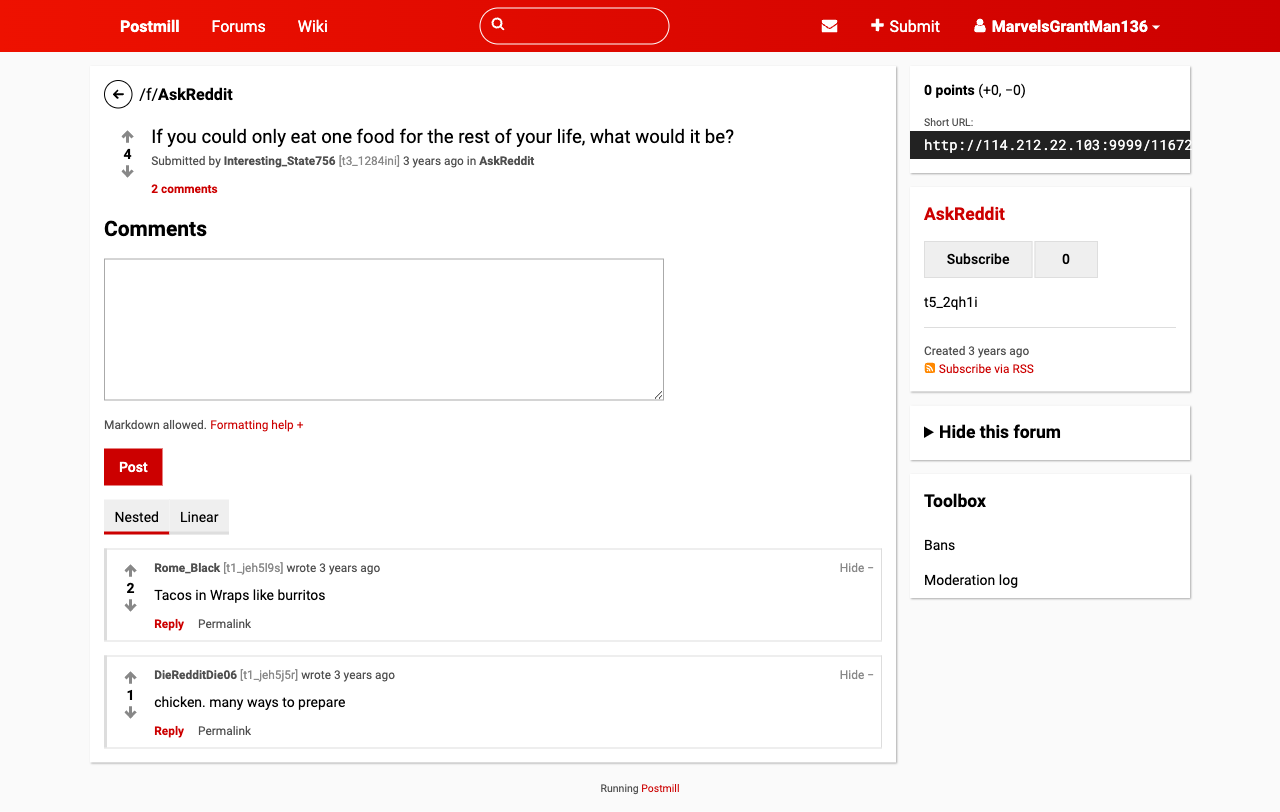 Postmill Forums Wiki Submit MarvelsGrantMan136
/f/AskReddit
If you could only eat one food for the rest of your life, what would it be?
4
Submitted by Interesting_State756 [t3_1284ini] 3 years ago in AskReddit
2 comments
Comments
Markdown allowed. Formatting help +
Post
Nested Linear
Rome_Black [t1_jeh5l9s] wrote 3 years ago Hide −
2
Tacos in Wraps like burritos
Reply Permalink
DieRedditDie06 [t1_jeh5j5r] wrote 3 years ago Hide −
1
chicken. many ways to prepare
Reply Permalink
0 points (+0, −0)
Short URL:
http://114.212.22.103:9999/11672
AskReddit
Subscribe 0
t5_2qh1i
Created 3 years ago
Subscribe via RSS
Hide this forum
Toolbox
Bans
Moderation log
Running Postmill